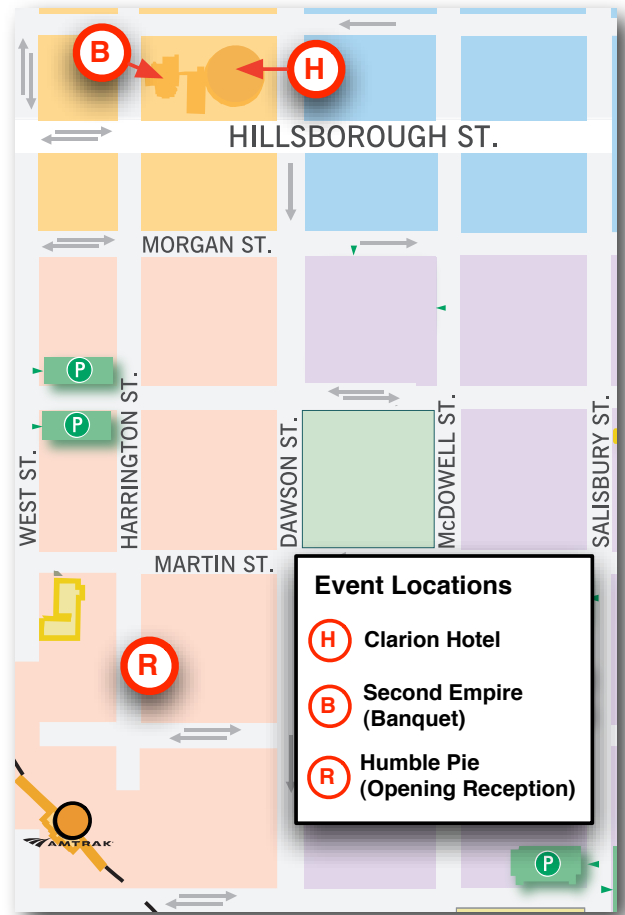 B
H
HILLSBOROUGH ST.
MORGAN ST.
P
P
WEST ST.
HARRINGTON ST.
DAWSON ST.
McDOWELL ST.
SALISBURY ST.
MARTIN ST.
R
Event Locations
H Clarion Hotel
B Second Empire
(Banquet)
R Humble Pie
(Opening Reception)
AMTRAK
P